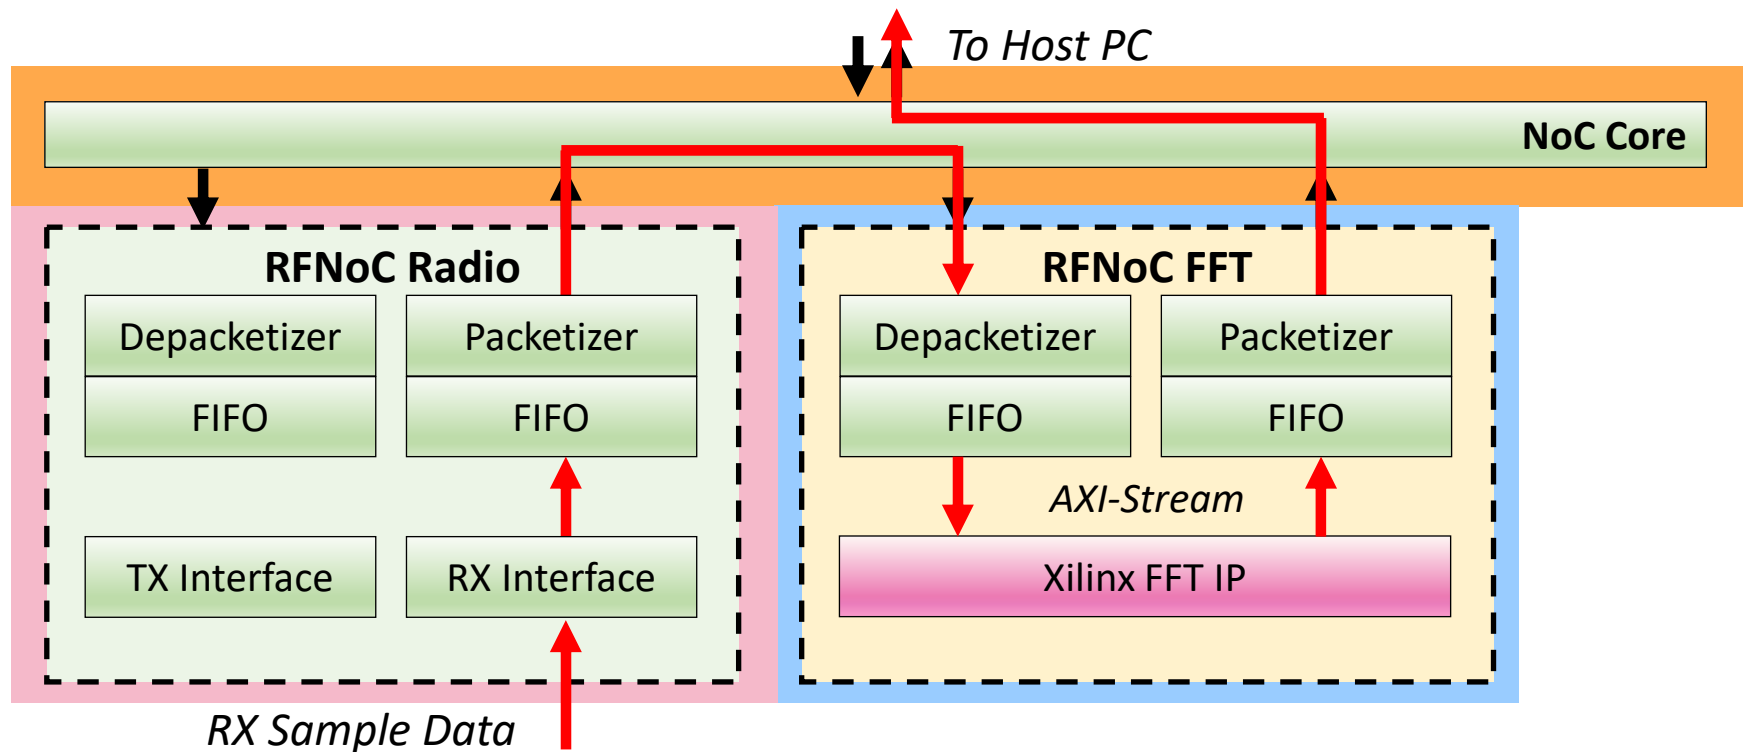 To Host PC
NoC Core
RFNoC Radio
RFNoC FFT
Depacketizer
Packetizer
Depacketizer
Packetizer
FIFO
FIFO
FIFO
FIFO
AXI-Stream
TX Interface
RX Interface
Xilinx FFT IP
RX Sample Data